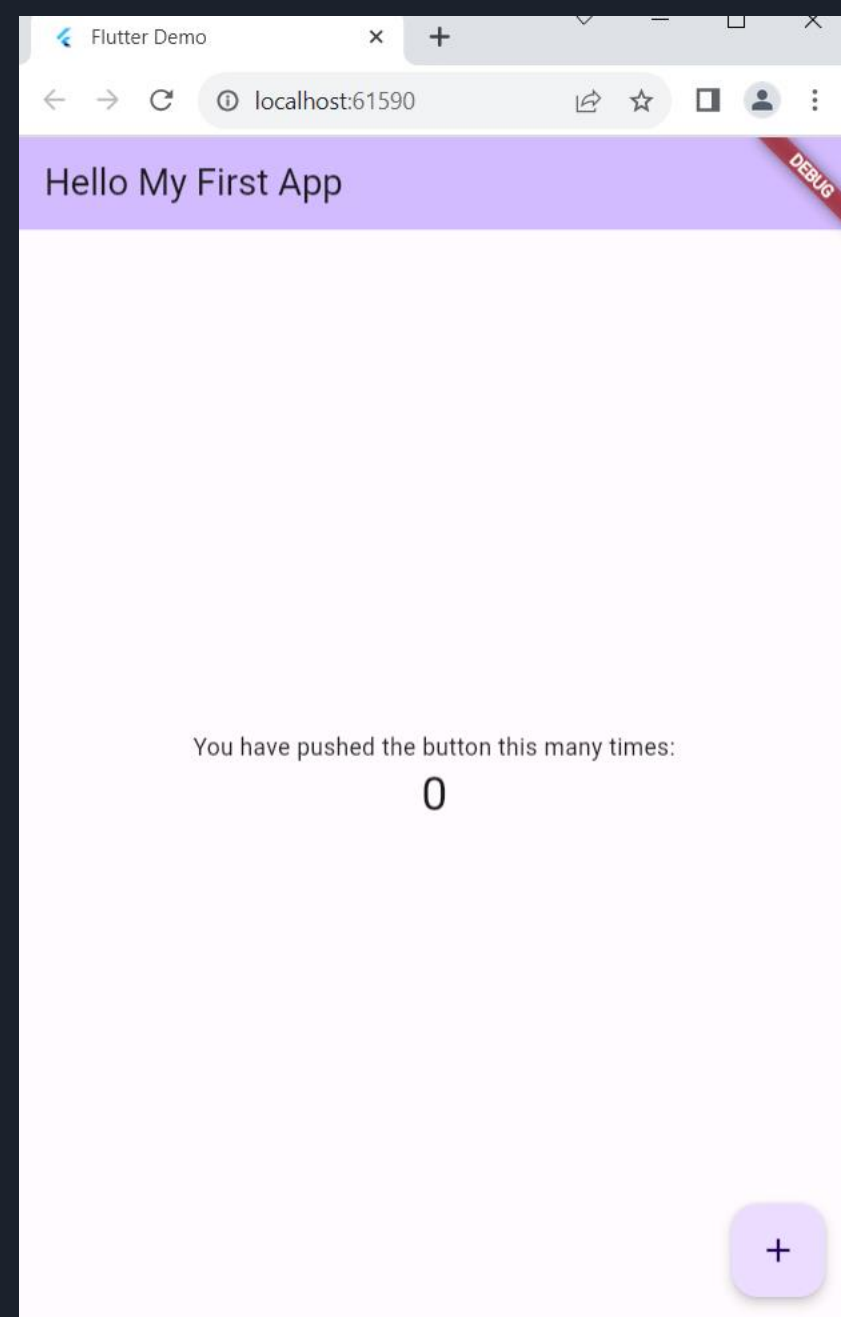 Flutter Demo
localhost:61590
Hello My First App
DEBUG
You have pushed the button this many times:
0